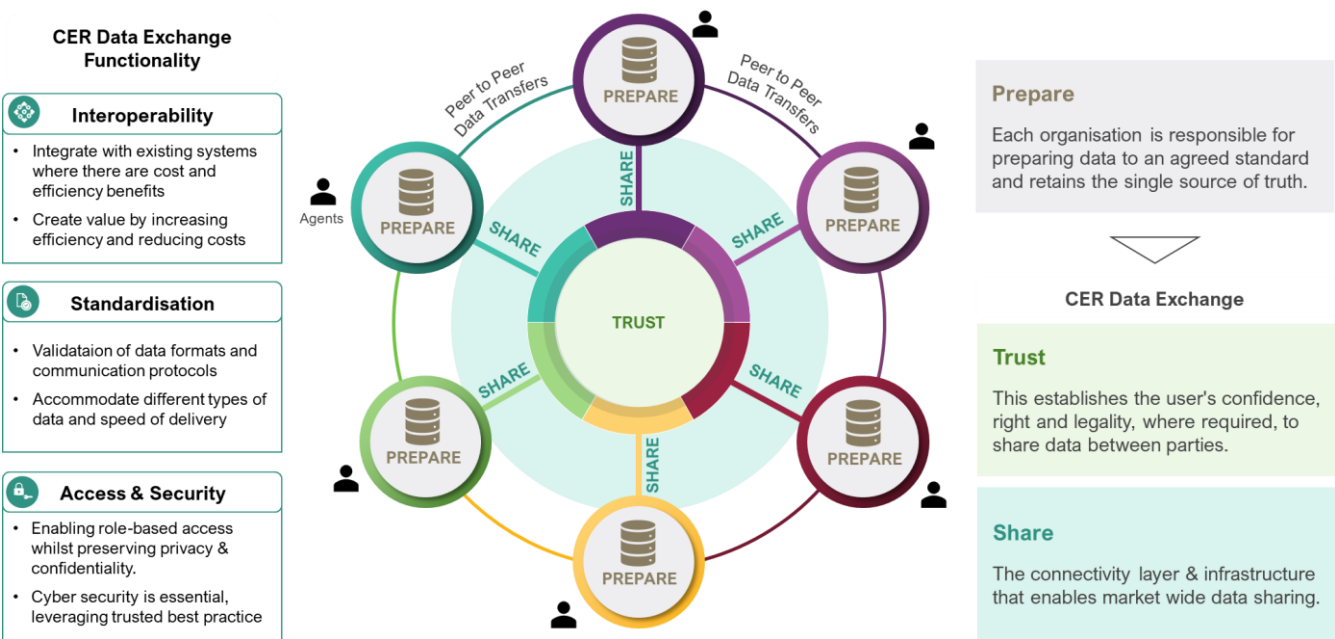 CER Data Exchange
Functionality
Interoperability
• Integrate with existing systems
where there are cost and
efficiency benefits
• Create value by increasing
efficiency and reducing costs
Standardisation
• Validataion of data formats and
communication protocols
• Accommodate different types of
data and speed of delivery
Access & Security
• Enabling role-based access
whilst preserving privacy &
confidentiality.
• Cyber security is essential,
leveraging trusted best practice
Peer to Peer
Data Transfers
Peer to Peer
Data Transfers
Agents
PREPARE
PREPARE
PREPARE
PREPARE
PREPARE
PREPARE
SHARE
SHARE
SHARE
SHARE
SHARE
SHARE
TRUST
Prepare
Each organisation is responsible for
preparing data to an agreed standard
and retains the single source of truth.
CER Data Exchange
Trust
This establishes the user's confidence,
right and legality, where required, to
share data between parties.
Share
The connectivity layer & infrastructure
that enables market wide data sharing.